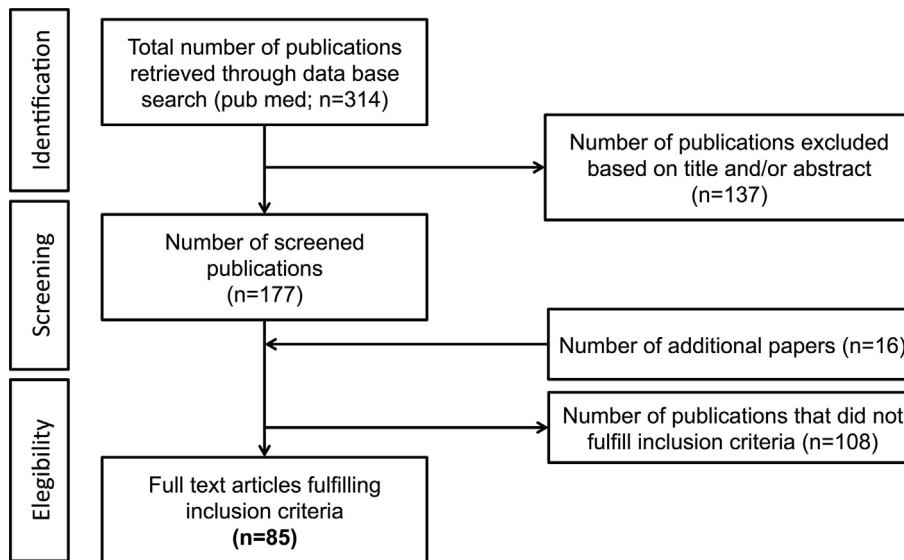 Identification
Total number of publications
retrieved through data base
search (pub med; n=314)
Number of publications excluded
based on title and/or abstract
(n=137)
Screening
Number of screened
publications
(n=177)
Number of additional papers (n=16)
Elegibility
Number of publications that did not
fulfill inclusion criteria (n=108)
Full text articles fulfilling
inclusion criteria
(n=85)